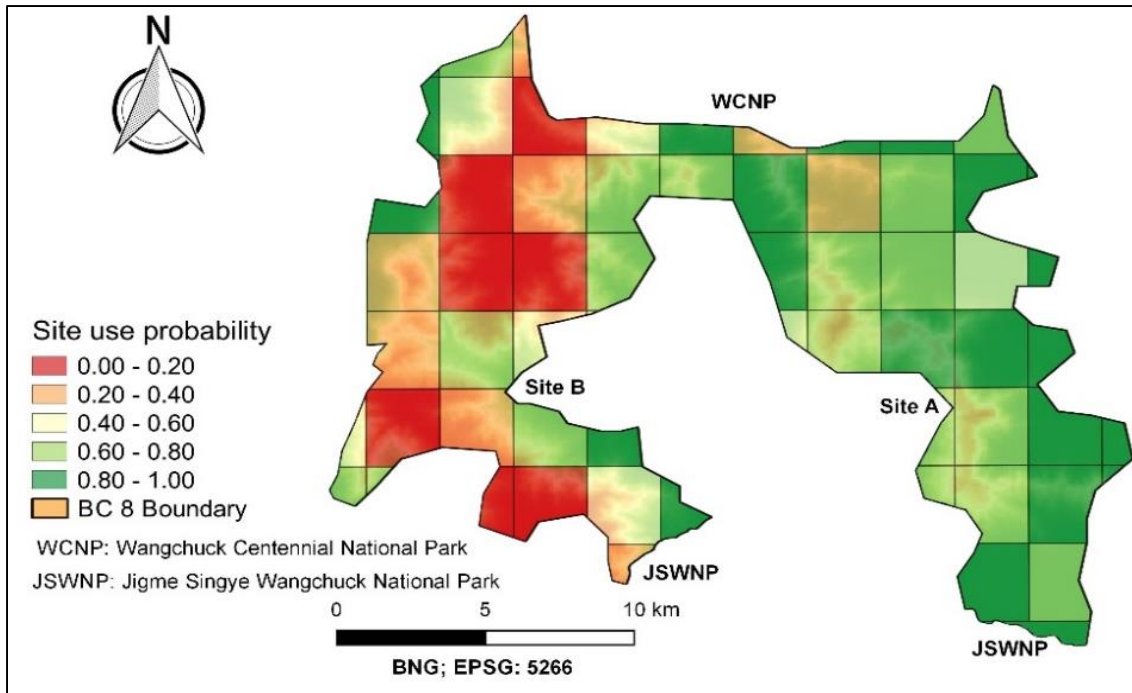 N
WCNP
Site use probability
0.00 - 0.20
0.20 - 0.40
0.40 - 0.60
0.60 - 0.80
0.80 - 1.00
BC 8 Boundary
Site B
Site A
WCNP: Wangchuck Centennial National Park
JSWNP: Jigme Singye Wangchuck National Park
JSWNP
0 5 10 km
BNG; EPSG: 5266
JSWNP